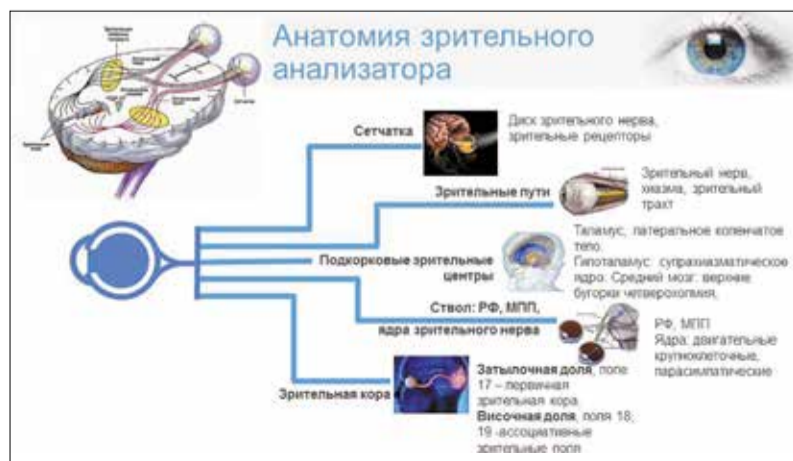 Анатомия зрительного
анализатора
Сетчатка
Диск зрительного нерва,
зрительные рецепторы
Зрительные пути
Зрительный нерв,
хиазма, зрительный
тракт
Подкорковые зрительные
центры
Таламус, латеральное коленчатое
тело.
Гипоталамус: супрахиазматическое
ядро. Средний мозг: верхние
бугорки четверохолмия,
Ствол: РФ, МПП,
ядра зрительного нерва
РФ, МПП
Ядра: двигательные
крупноклеточные,
парасимпатические
Зрительная кора
Затылочная доля, поле
17 – первичная
зрительная кора
Височная доля, поля 18;
19 -ассоциативные
зрительные поля